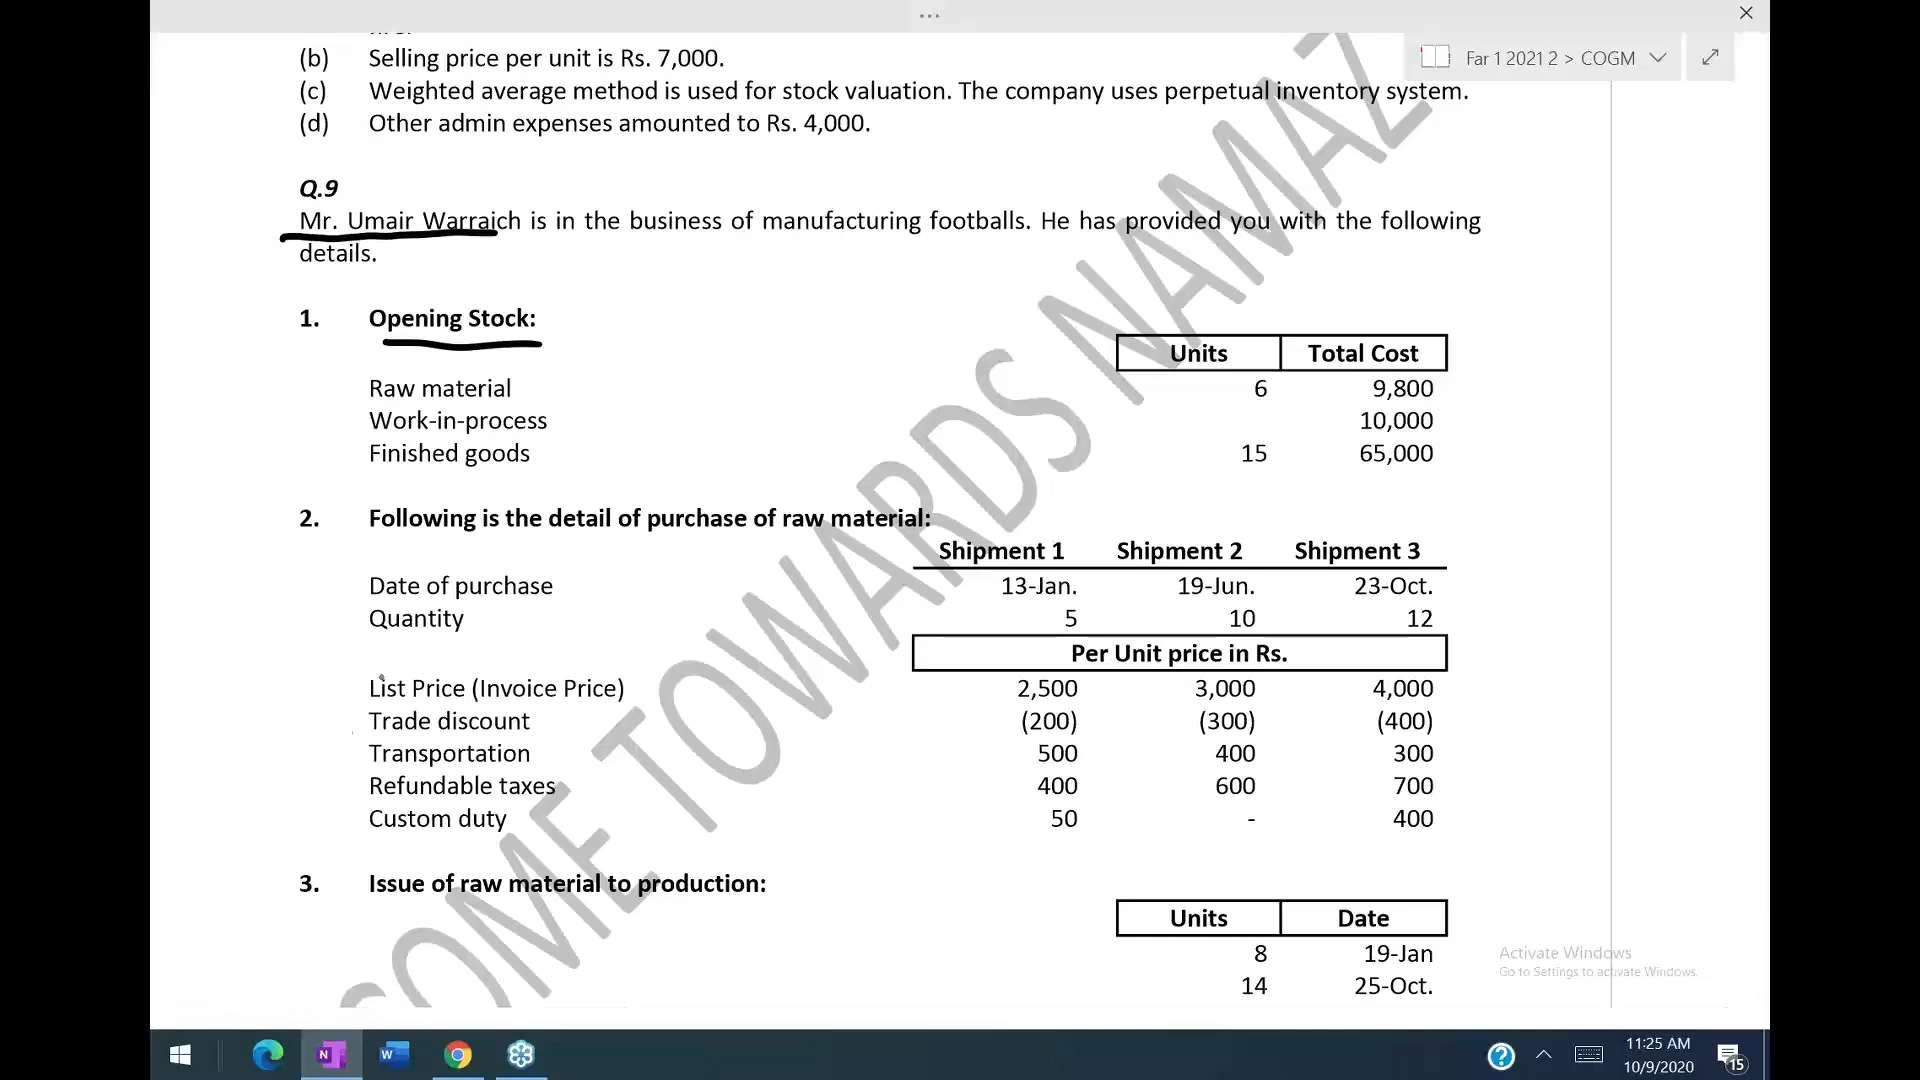 (b) Selling price per unit is Rs. 7,000.
Far 1 2021 2 > COGM
(c) Weighted average method is used for stock valuation. The company uses perpetual inventory system.
(d) Other admin expenses amounted to Rs. 4,000.
Q.9
Mr. Umair Warraich is in the business of manufacturing footballs. He has provided you with the following
details.
1. Opening Stock:
Units Total Cost
Raw material 6 9,800
Work-in-process 10,000
Finished goods 15 65,000
2. Following is the detail of purchase of raw material:
Shipment 1 Shipment 2 Shipment 3
Date of purchase 13-Jan. 19-Jun. 23-Oct.
Quantity 5 10 12
Per Unit price in Rs.
List Price (Invoice Price) 2,500 3,000 4,000
Trade discount (200) (300) (400)
Transportation 500 400 300
Refundable taxes 400 600 700
Custom duty 50 - 400
3. Issue of raw material to production:
Units Date
8 19-Jan
14 25-Oct.
COME TOWARDS NAMAZ
Activate Windows
Go to Settings to activate Windows.
11:25 AM
10/9/2020
15